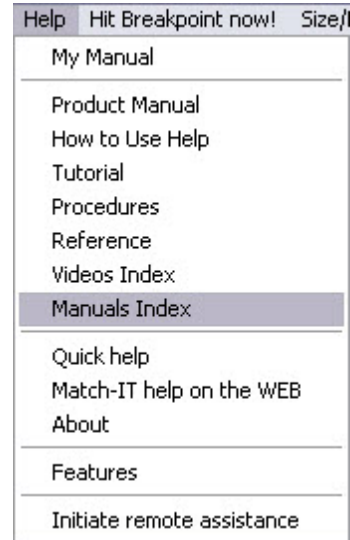 Help Hit Breakpoint now! Size/
My Manual
Product Manual
How to Use Help
Tutorial
Procedures
Reference
Videos Index
Manuals Index
Quick help
Match-IT help on the WEB
About
Features
Initiate remote assistance